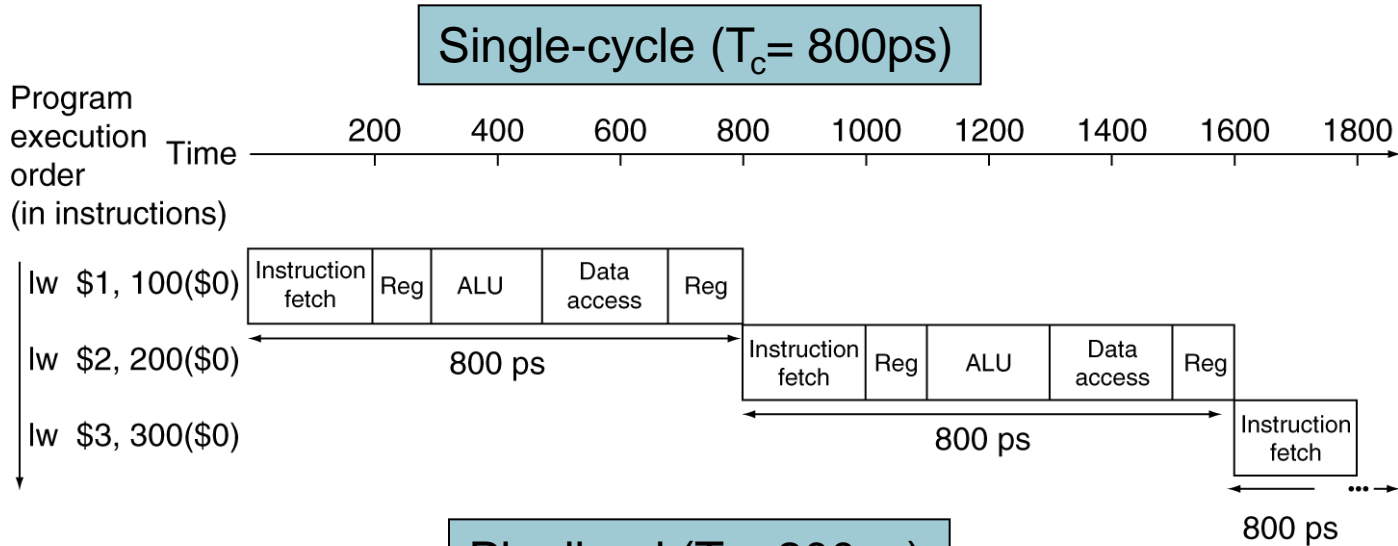 Single-cycle (Tc= 800ps)
Program
execution
order
(in instructions)
Time
200 400 600 800 1000 1200 1400 1600 1800
lw $1, 100($0)
Instruction
fetch
Reg
ALU
Data
access
Reg
800 ps
lw $2, 200($0)
Instruction
fetch
Reg
ALU
Data
access
Reg
800 ps
lw $3, 300($0)
Instruction
fetch
...
800 ps